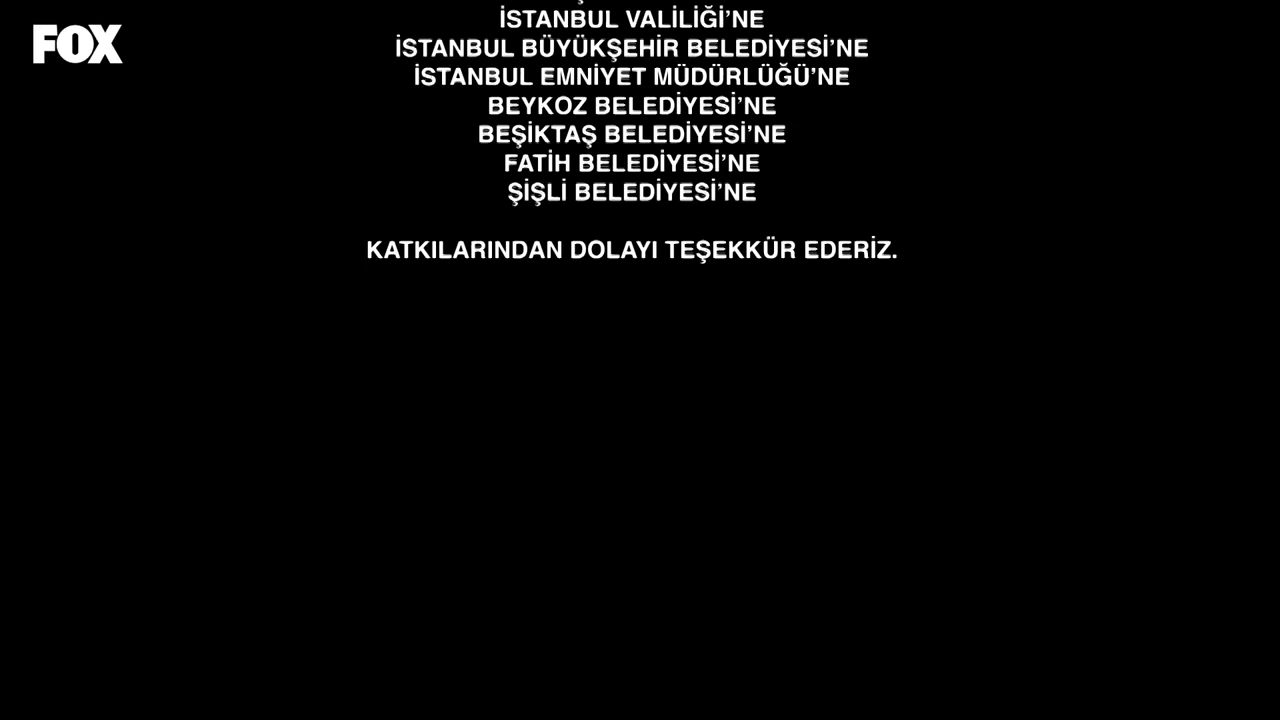 FOX
İSTANBUL VALİLİĞİ’NE
İSTANBUL BÜYÜKŞEHİR BELEDİYESİ’NE
İSTANBUL EMNİYET MÜDÜRLÜĞÜ’NE
BEYKOZ BELEDİYESİ’NE
BEŞİKTAŞ BELEDİYESİ’NE
FATİH BELEDİYESİ’NE
ŞİŞLİ BELEDİYESİ’NE
KATKILARINDAN DOLAYI TEŞEKKÜR EDERİZ.